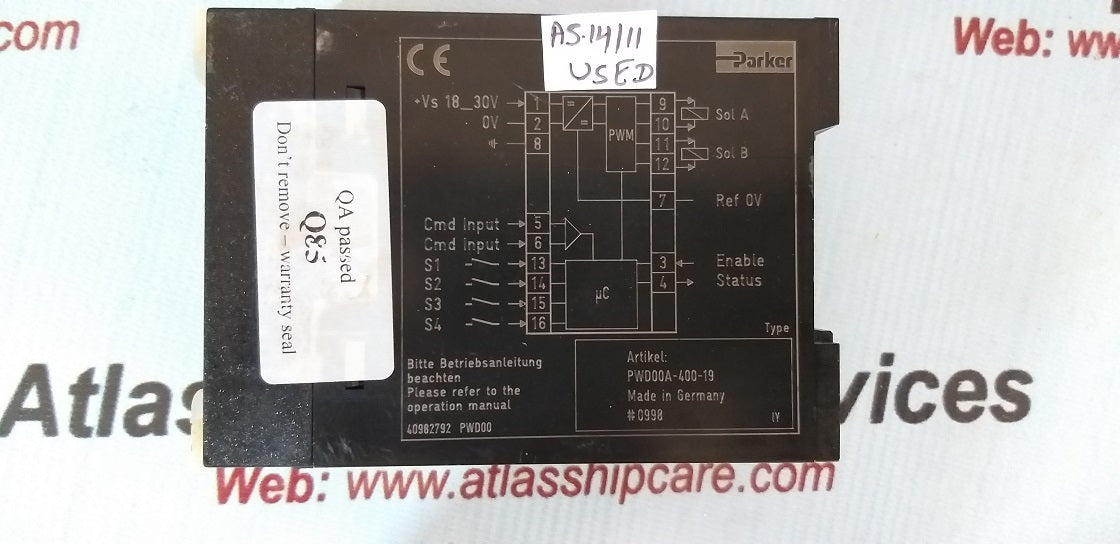 .com
Web: ww
AS-14/11
USED
CE
Parker
+Vs 18_30V 1
0V 2
8
PWM
9
10
11
12
Sol A
Sol B
7 Ref 0V
Cmd Input 5
Cmd Input 6
S1 13
S2 14
S3 15
S4 16
µC
3 Enable
4 Status
Type
Bitte Betriebsanleitung
beachten
Please refer to the
operation manual
40982792 PWD00
Artikel:
PWD00A-400-19
Made in Germany
#0998
IY
QA passed
QE5
Don't remove – warranty seal
Atlas
vices
Web: www.atlasshipcare.com